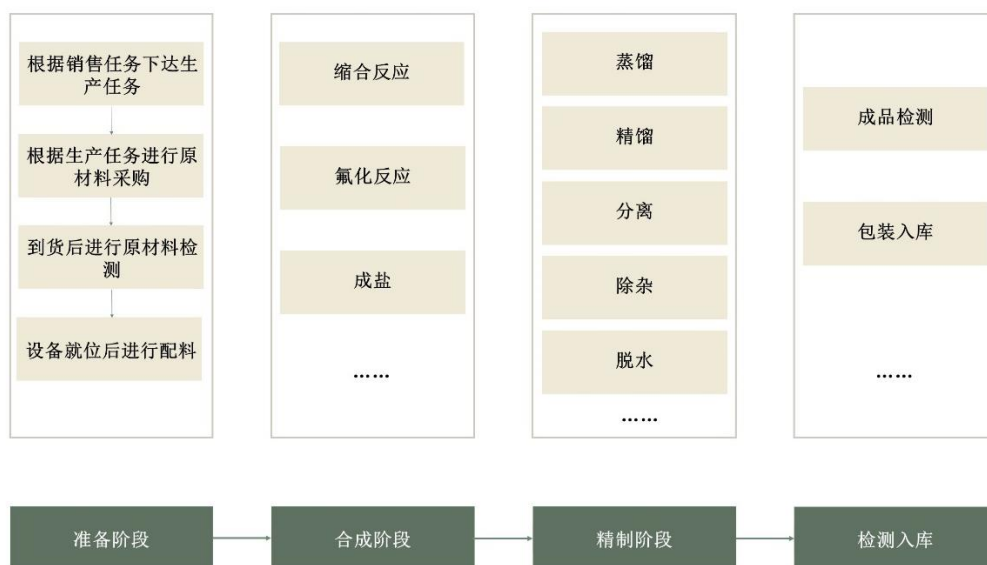 根据销售任务下达生
产任务
根据生产任务进行原
材料采购
到货后进行原材料检
测
设备就位后进行配料
缩合反应
氟化反应
成盐
……
蒸馏
精馏
分离
除杂
脱水
……
成品检测
包装入库
……
准备阶段
合成阶段
精制阶段
检测入库